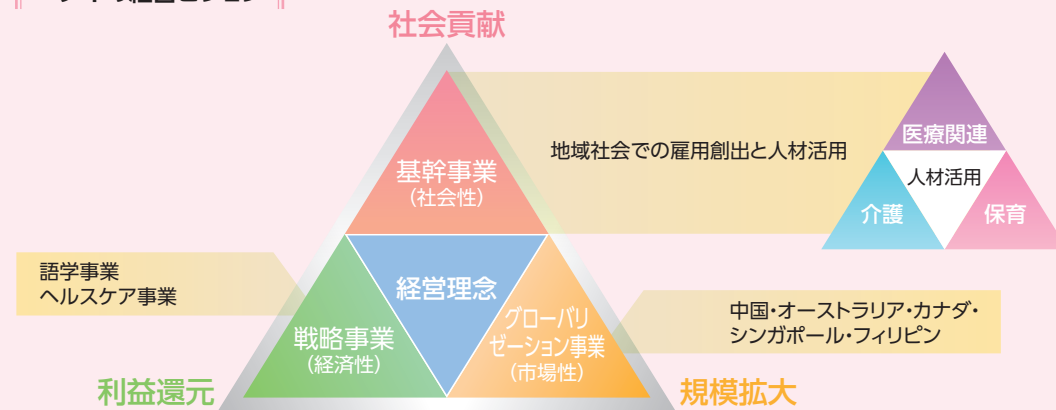 社会貢献
基幹事業
(社会性)
地域社会での雇用創出と人材活用
医療関連
人材活用
介護
保育
語学事業
ヘルスケア事業
経営理念
戦略事業
(経済性)
グローバリ
ゼーション事業
(市場性)
中国・オーストラリア・カナダ・
シンガポール・フィリピン
利益還元
規模拡大